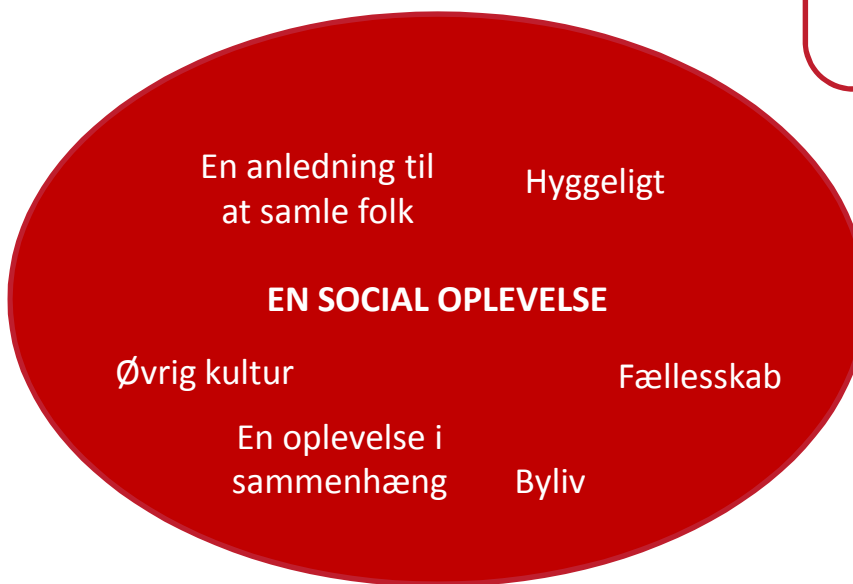 En anledning til
at samle folk
Hyggeligt
EN SOCIAL OPLEVELSE
Øvrig kultur
Fællesskab
En oplevelse i
sammenhæng
Byliv